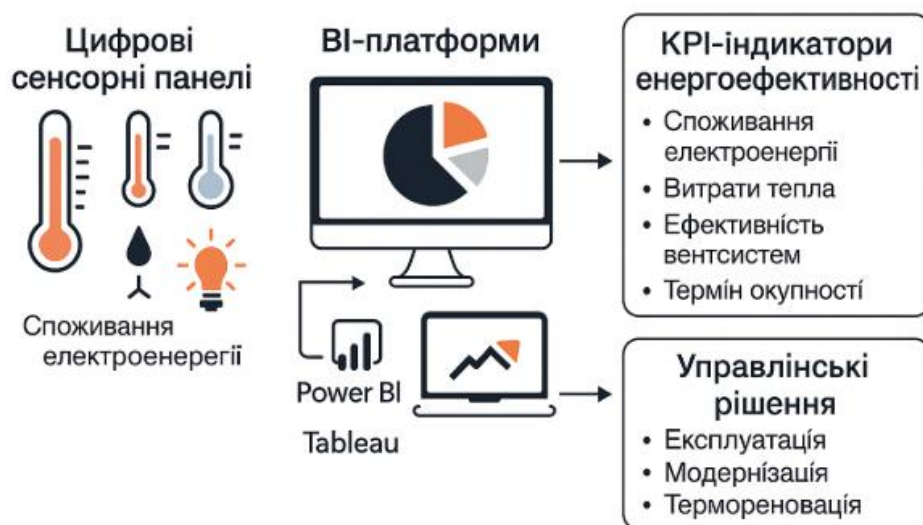 Цифрові
сенсорні панелі
Споживання
електроенерегії
BI-платформи
Power BI
Tableau
KPI-індикатори
енергоефективності
• Споживання
електроенергії
• Витрати тепла
• Ефективність
вентсистем
• Термін окупності
Управлінські
рішення
• Експлуатація
• Модернізація
• Термореновація